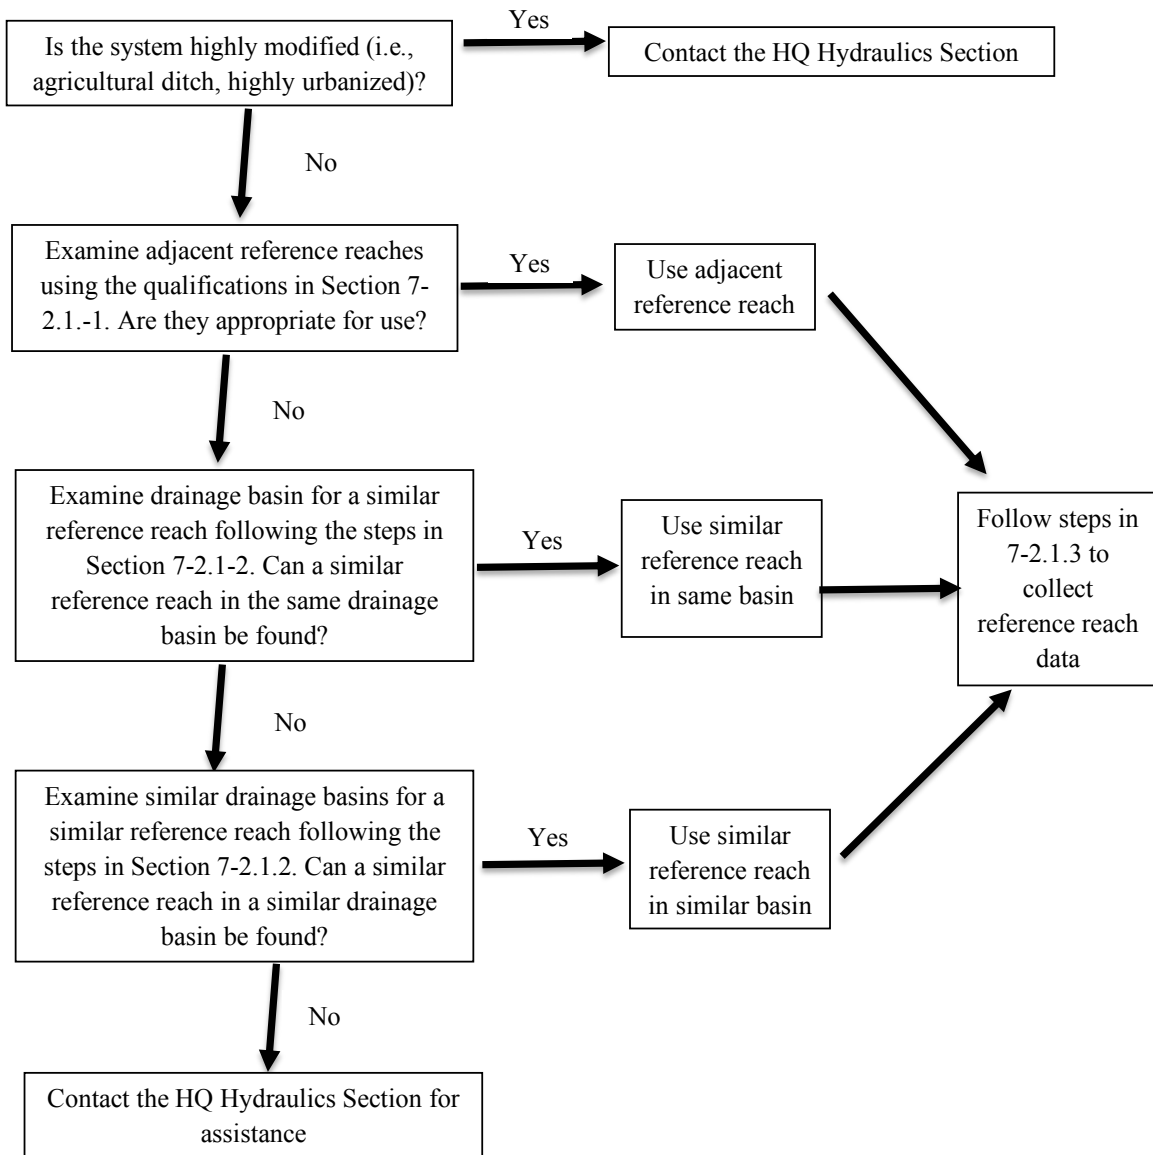 Is the system highly modified (i.e.,
agricultural ditch, highly urbanized)?
Yes
Contact the HQ Hydraulics Section
No
Examine adjacent reference reaches
using the qualifications in Section 7-
2.1.-1. Are they appropriate for use?
Yes
Use adjacent
reference reach
No
Examine drainage basin for a similar
reference reach following the steps in
Section 7-2.1-2. Can a similar
reference reach in the same drainage
basin be found?
Yes
Use similar
reference reach
in same basin
Follow steps in
7-2.1.3 to
collect
reference reach
data
No
Examine similar drainage basins for a
similar reference reach following the
steps in Section 7-2.1.2. Can a similar
reference reach in a similar drainage
basin be found?
Yes
Use similar
reference reach
in similar basin
No
Contact the HQ Hydraulics Section for
assistance